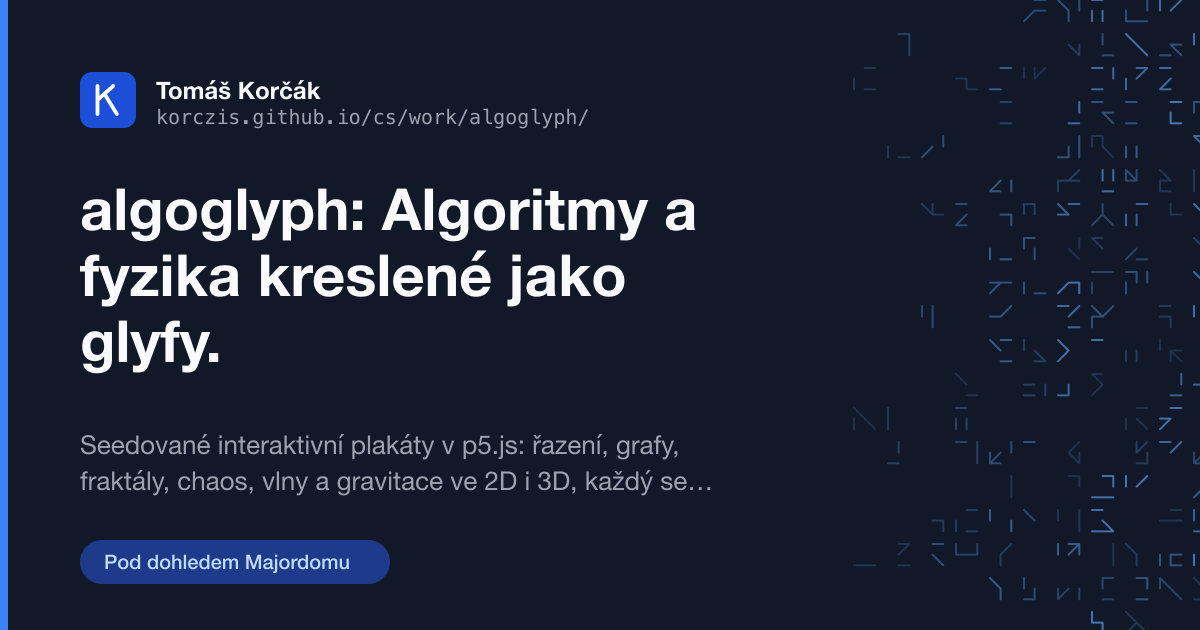 K
Tomáš Korčák
korczis.github.io/cs/work/algoglyph/
algoglyph: Algoritmy a
fyzika kreslené jako
glyfy.
Seedované interaktivní plakáty v p5.js: řazení, grafy,
fraktály, chaos, vlny a gravitace ve 2D i 3D, každý se…
Pod dohledem Majordomu